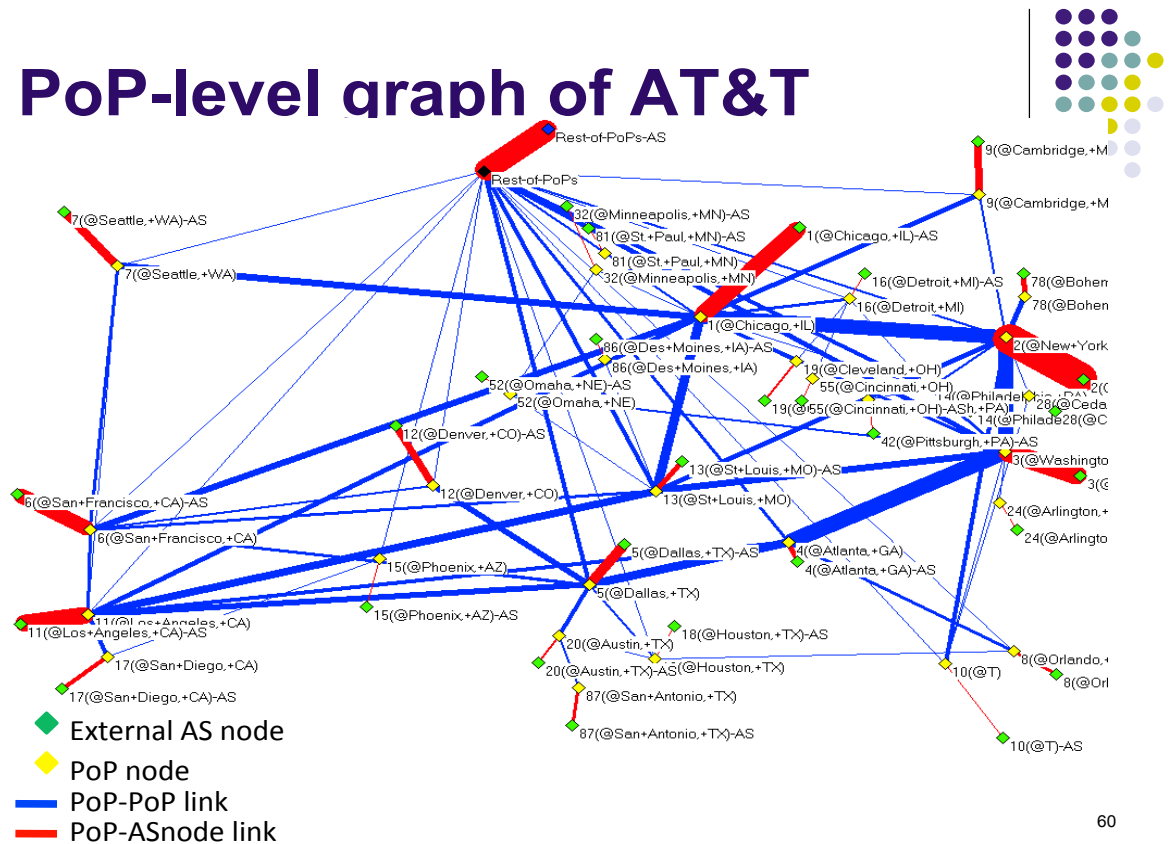 PoP-level graph of AT&T
Rest-of-PoPs-AS
Rest-of-PoPs
9(@Cambridge,+M
9(@Cambridge,+M
7(@Seattle,+WA)-AS
7(@Seattle,+WA)
32(@Minneapolis,+MN)-AS
81(@St.+Paul,+MN)-AS
81(@St.+Paul,+MN)
32(@Minneapolis,+MN)
1(@Chicago,+IL)-AS
1(@Chicago,+IL)
16(@Detroit,+MI)-AS
16(@Detroit,+MI)
78(@Bohem
78(@Bohem
2(@New+York
86(@Des+Moines,+IA)-AS
86(@Des+Moines,+IA)
19(@Cleveland,+OH)
55(@Cincinnati,+OH)
52(@Omaha,+NE)-AS
52(@Omaha,+NE)
19(@55(@Cincinnati,+OH)-ASh,+PA)
14(@Philade28(@C
28(@Ceda
42(@Pittsburgh,+PA)-AS
12(@Denver,+CO)-AS
12(@Denver,+CO)
13(@St+Louis,+MO)-AS
13(@St+Louis,+MO)
3(@Washingto
6(@San+Francisco,+CA)-AS
6(@San+Francisco,+CA)
24(@Arlington,+
24(@Arlingto
4(@Atlanta,+GA)
4(@Atlanta,+GA)-AS
5(@Dallas,+TX)-AS
5(@Dallas,+TX)
15(@Phoenix,+AZ)
15(@Phoenix,+AZ)-AS
11(@Los+Angeles,+CA)
11(@Los+Angeles,+CA)-AS
18(@Houston,+TX)-AS
(@Houston,+TX)
20(@Austin,+TX)
20(@Austin,+TX)-AS
17(@San+Diego,+CA)
17(@San+Diego,+CA)-AS
87(@San+Antonio,+TX)
87(@San+Antonio,+TX)-AS
8(@Orlando,+
8(@Orl
10(@T)
10(@T)-AS
External AS node
PoP node
PoP-PoP link
PoP-ASnode link
60